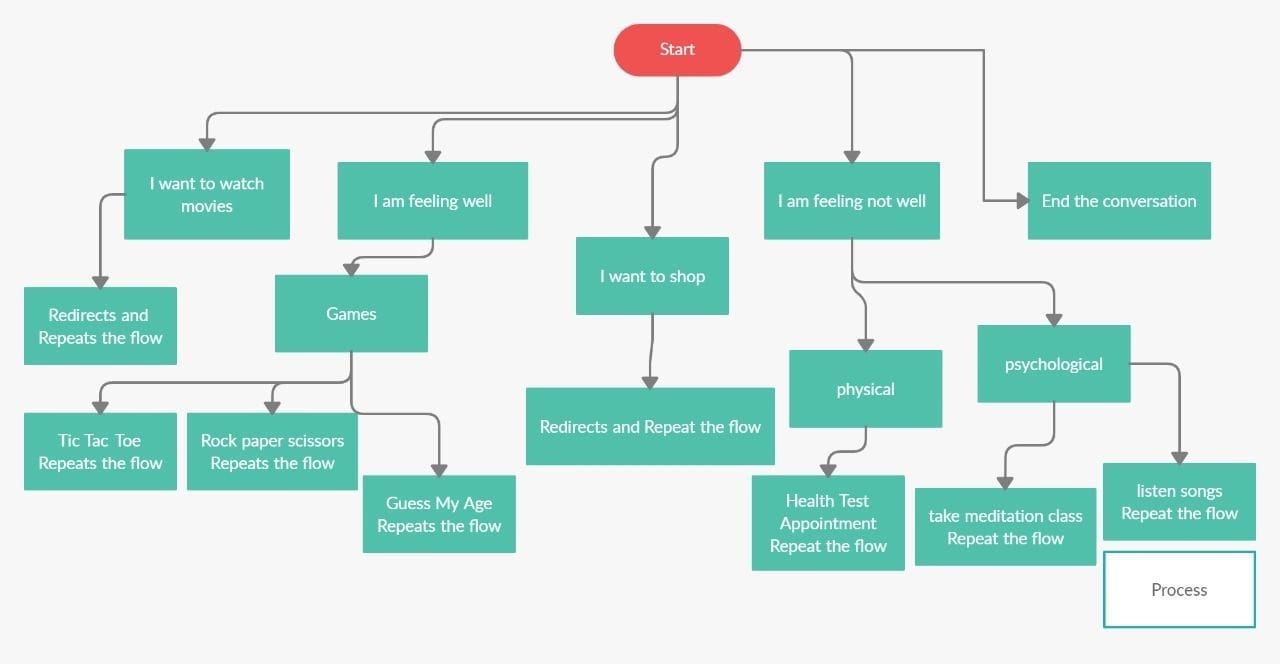 Start
I want to watch
movies
I am feeling well
I am feeling not well
End the conversation
I want to shop
Redirects and
Repeats the flow
Games
physical
psychological
Tic Tac Toe
Repeats the flow
Rock paper scissors
Repeats the flow
Guess My Age
Repeats the flow
Redirects and Repeat the flow
Health Test
Appointment
Repeat the flow
take meditation class
Repeat the flow
listen songs
Repeat the flow
Process